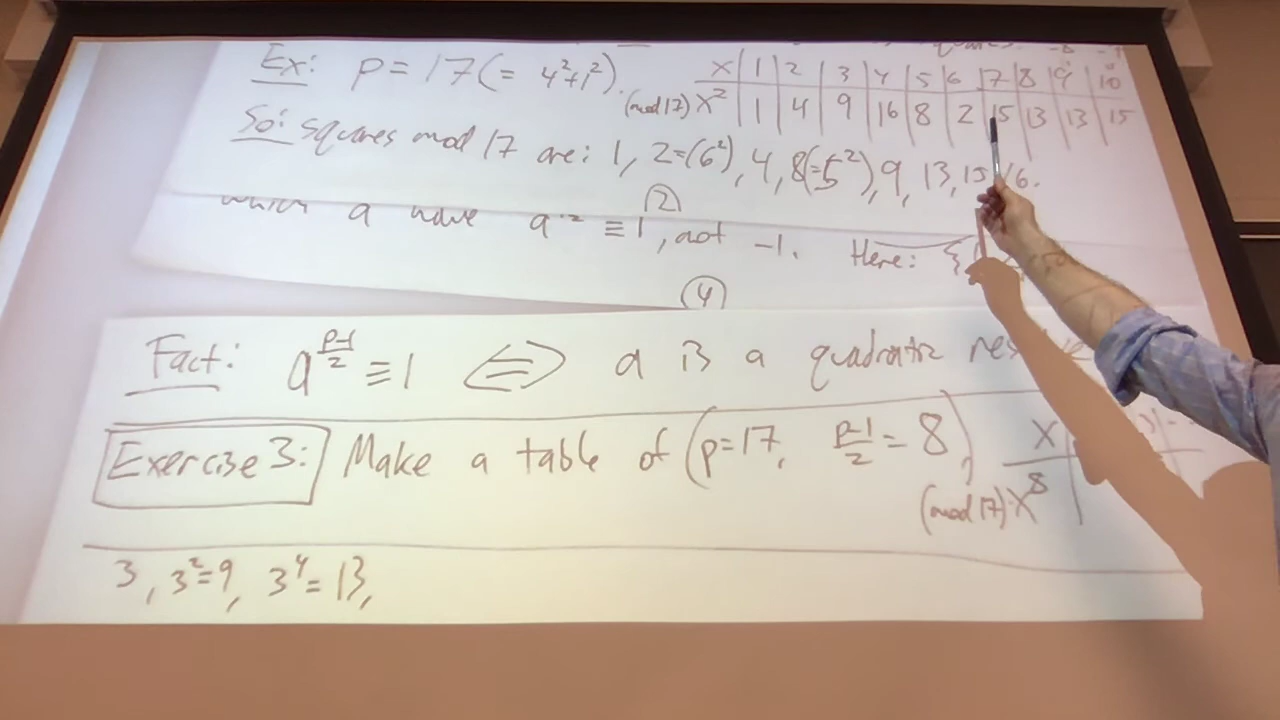 Ex: p = 17 (= 4²+1²).
x | 1 | 2 | 3 | 4 | 5 | 6 | 7 | 8 | 9 | 10
(mod 17) x² | 1 | 4 | 9 | 16 | 8 | 2 | 15 | 13 | 13 | 15
So: squares mod 17 are: 1, 2=(6²), 4, 8(=5²), 9, 13, 15, 16.
(2)
which a have a ≡ 1, not -1. Here: {
(4)
Fact: a^((p-1)/2) ≡ 1 ⇔ a is a quadratic
Exercise 3: Make a table of (p=17, (p-1)/2 = 8),
x
(mod 17) x⁸
3, 3²=9, 3⁴=13,